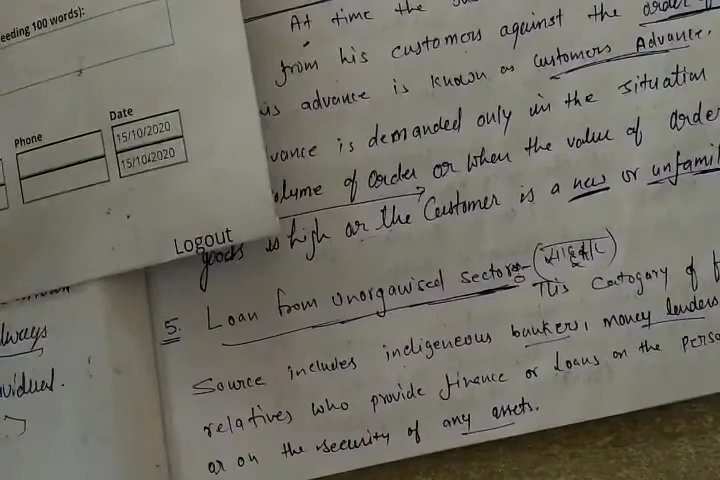 eeding 100 words):
Phone
Date
15/10/2020
15/10/2020
Logout
At time the
from his customers against the order
is advance is known as customers Advance.
vance is demanded only in the situation
olume of order or when the value of order
goods is high or the Customer is a new or unfamil
5. Loan from unorganised sector:-
This catogary of f
Source includes indigeneous bankers, money lenders
relatives who provide finance or loans on the perso
or on the security of any assets.
lways
vidual.